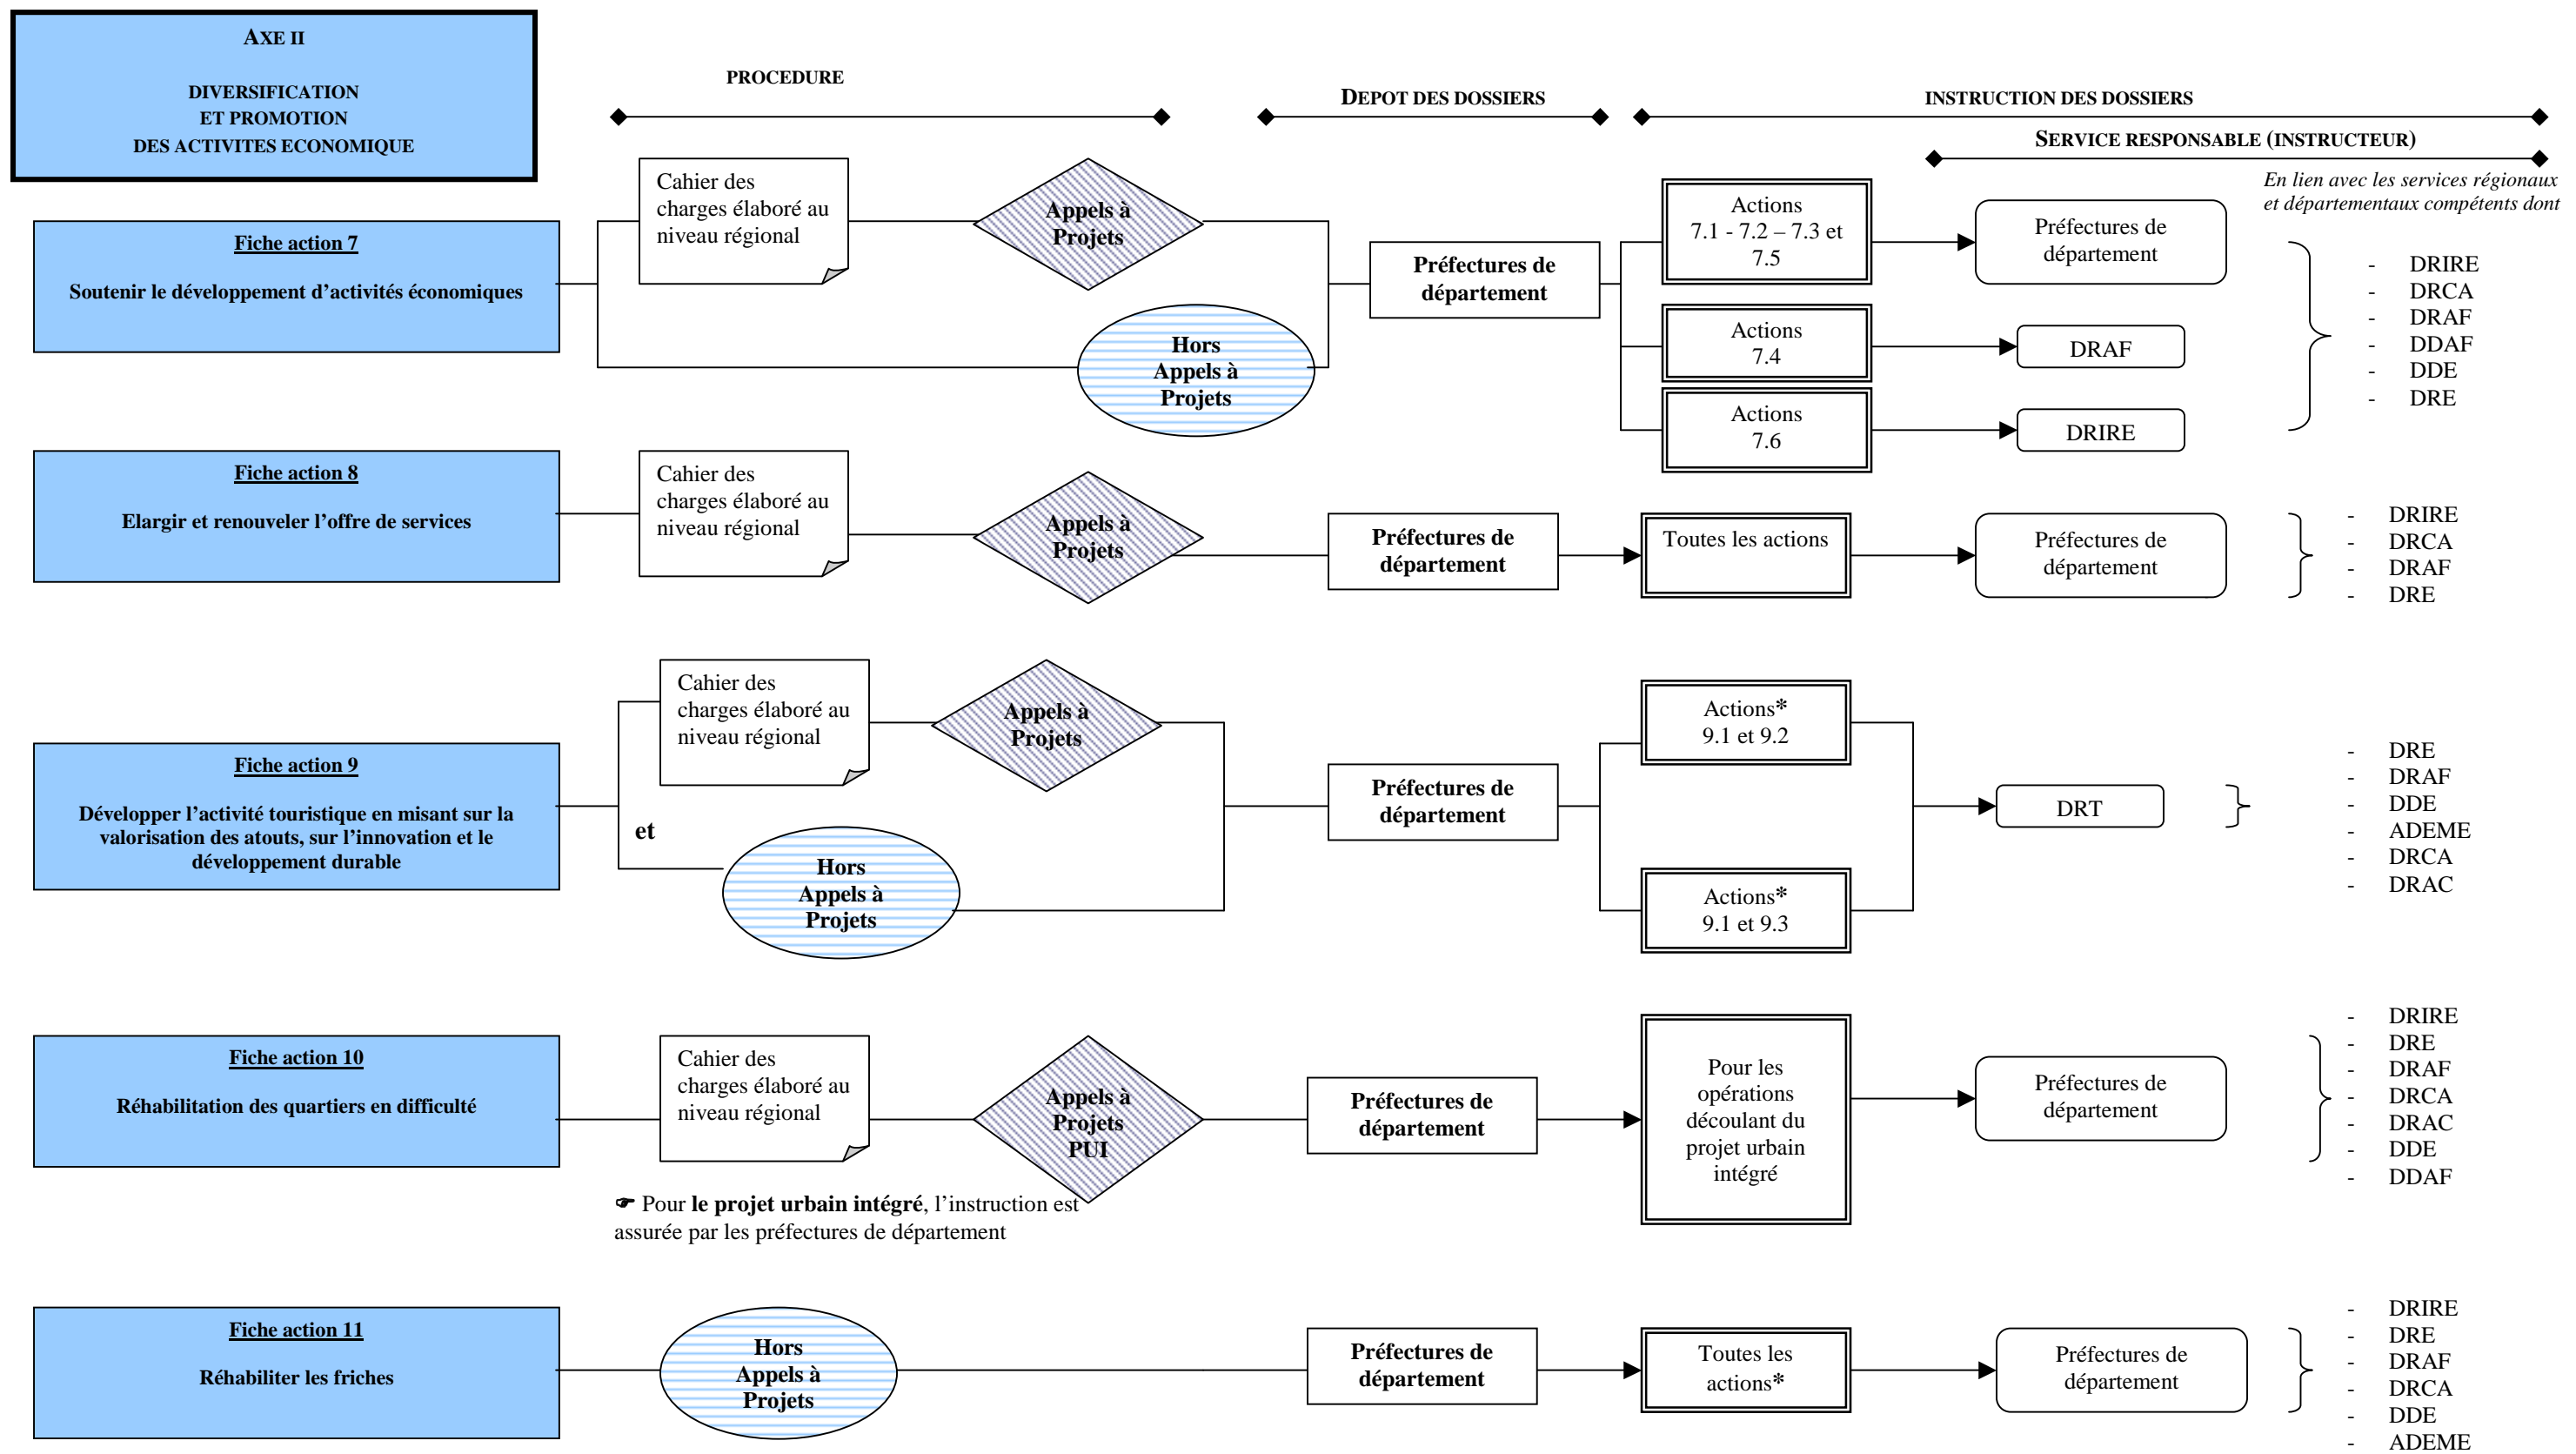 AXE II
DIVERSIFICATION
ET PROMOTION
DES ACTIVITES ECONOMIQUE
PROCEDURE
DEPOT DES DOSSIERS
INSTRUCTION DES DOSSIERS
SERVICE RESPONSABLE (INSTRUCTEUR)
En lien avec les services régionaux
et départementaux compétents dont
Fiche action 7
Soutenir le développement d’activités économiques
Cahier des
charges élaboré au
niveau régional
Appels à
Projets
Hors
Appels à
Projets
Préfectures de
département
Actions
7.1 - 7.2 – 7.3 et
7.5
Préfectures de
département
Actions
7.4
DRAF
Actions
7.6
DRIRE
- DRIRE
- DRCA
- DRAF
- DDAF
- DDE
- DRE
Fiche action 8
Elargir et renouveler l’offre de services
Cahier des
charges élaboré au
niveau régional
Appels à
Projets
Préfectures de
département
Toutes les actions
Préfectures de
département
- DRIRE
- DRCA
- DRAF
- DRE
Fiche action 9
Développer l’activité touristique en misant sur la
valorisation des atouts, sur l’innovation et le
développement durable
Cahier des
charges élaboré au
niveau régional
Appels à
Projets
et
Hors
Appels à
Projets
Préfectures de
département
Actions*
9.1 et 9.2
Actions*
9.1 et 9.3
DRT
- DRE
- DRAF
- DDE
- ADEME
- DRCA
- DRAC
Fiche action 10
Réhabilitation des quartiers en difficulté
Cahier des
charges élaboré au
niveau régional
Appels à
Projets
PUI
☞ Pour le projet urbain intégré, l’instruction est
assurée par les préfectures de département
Préfectures de
département
Pour les
opérations
découlant du
projet urbain
intégré
Préfectures de
département
- DRIRE
- DRE
- DRAF
- DRCA
- DRAC
- DDE
- DDAF
Fiche action 11
Réhabiliter les friches
Hors
Appels à
Projets
Préfectures de
département
Toutes les
actions*
Préfectures de
département
- DRIRE
- DRE
- DRAF
- DRCA
- DDE
- ADEME